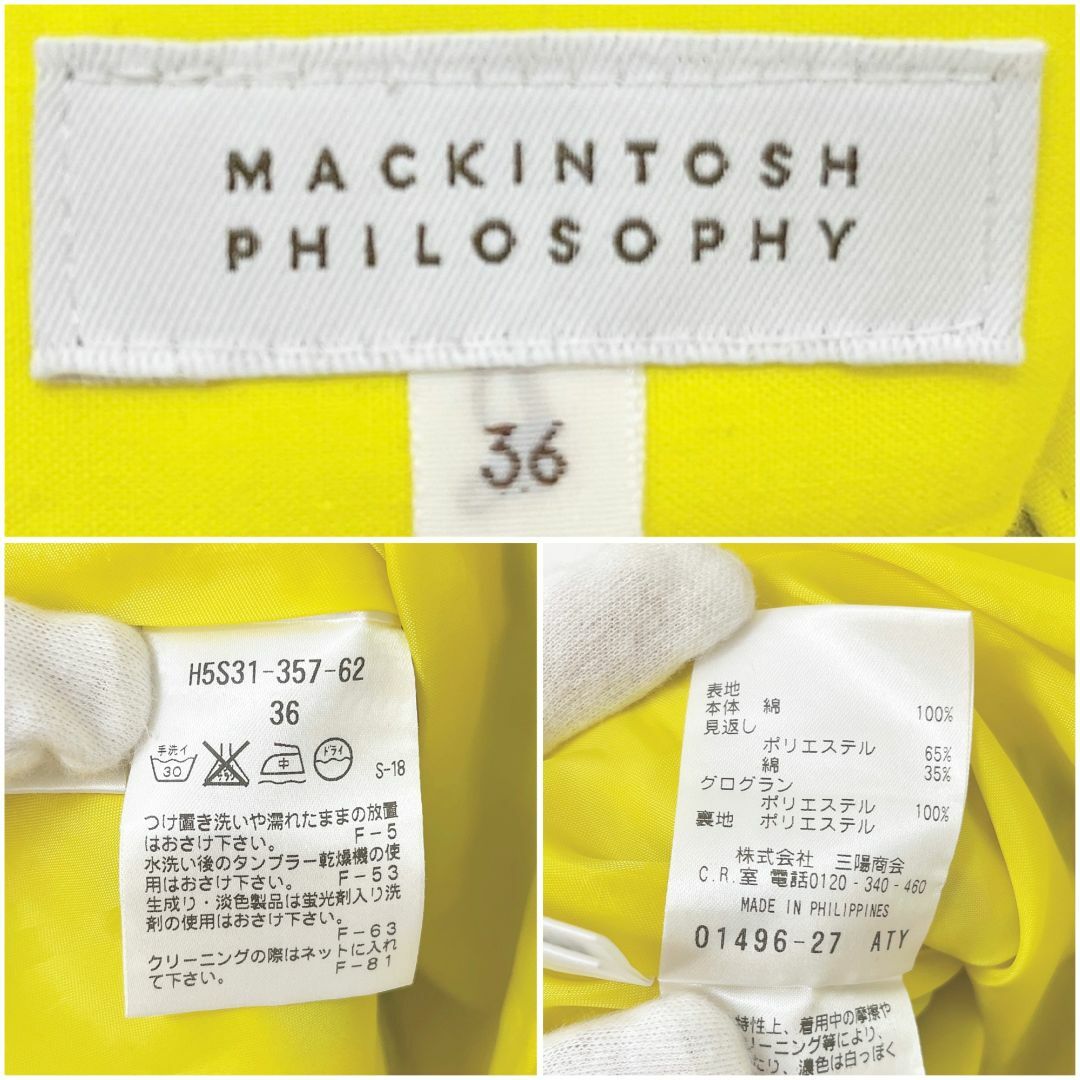 MACKINTOSH
PHILOSOPHY
36
H5S31-357-62
36
手洗イ
30
中
ドライ
S-18
つけ置き洗いや濡れたままの放置
はおさけ下さい。 F-5
水洗い後のタンブラー乾燥機の使
用はおさけ下さい。 F-53
生成り・淡色製品は蛍光剤入り洗
剤の使用はおさけ下さい。
F-63
クリーニングの際はネットに入れ
て下さい。 F-81
表地
本体 綿 100%
見返し
ポリエステル 65%
綿 35%
グログラン
ポリエステル 100%
裏地 ポリエステル
株式会社 三陽商会
C.R.室 電話0120-340-460
MADE IN PHILIPPINES
01496-27 ATY
特性上、着用中の摩擦や
リーニング等により、
たり、濃色は白っぽく